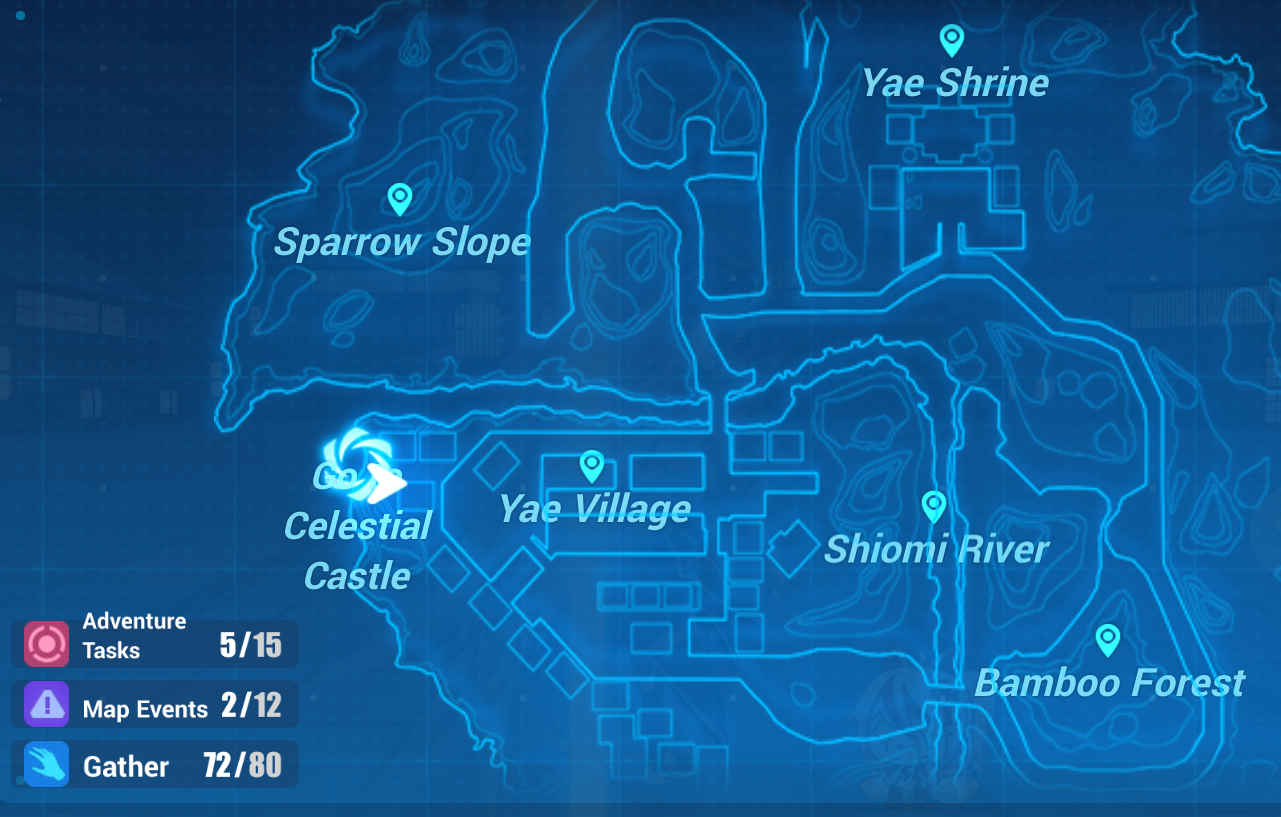 Yae Shrine
Sparrow Slope
Celestial
Castle
Yae Village
Shiomi River
Bamboo Forest
Adventure
Tasks 5/15
Map Events 2/12
Gather 72/80